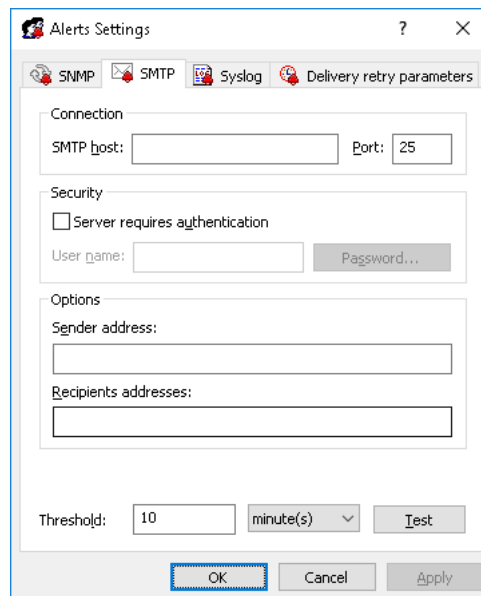 Alerts Settings ?
SNMP SMTP Syslog Delivery retry parameters
Connection
SMTP host: Port: 25
Security
Server requires authentication
User name: Password...
Options
Sender address:
Recipients addresses:
Threshold: 10 minute(s) Test
OK Cancel Apply